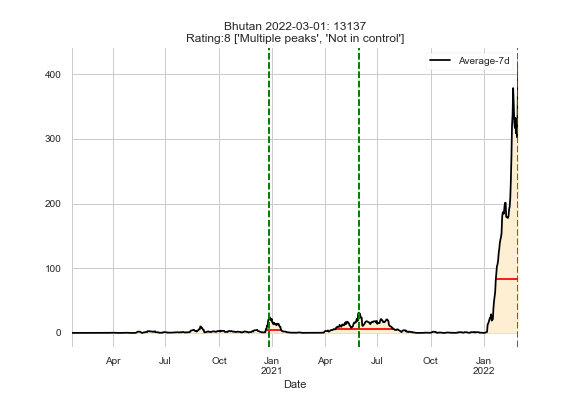 Bhutan 2022-03-01: 13137
Rating:8 ['Multiple peaks', 'Not in control']
Average-7d
400
300
200
100
0
Apr Jul Oct Jan Apr Jul Oct Jan
2021 2022
Date